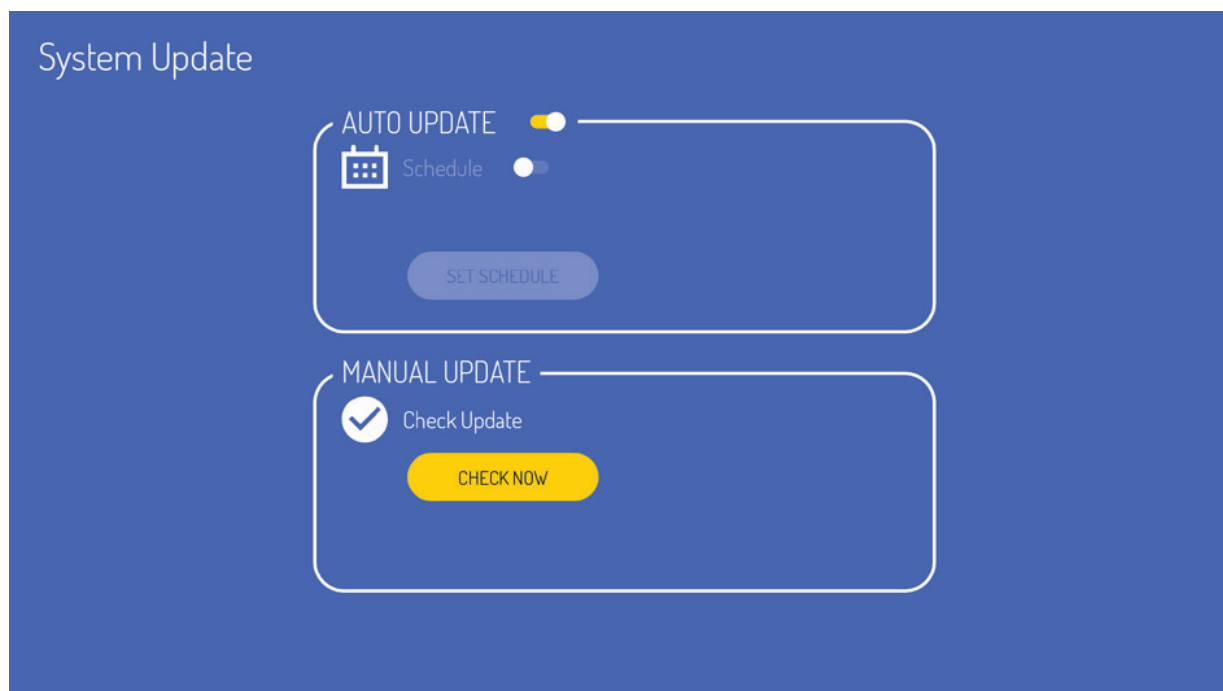 System Update
AUTO UPDATE
Schedule
SET SCHEDULE
MANUAL UPDATE
Check Update
CHECK NOW